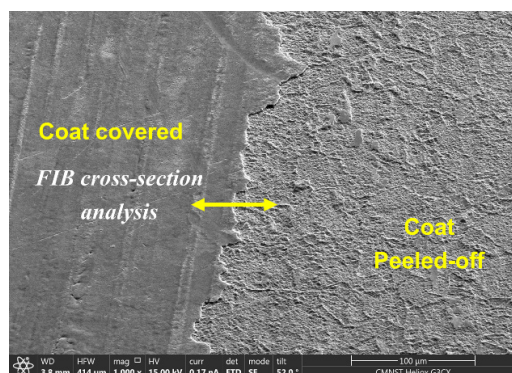 Coat covered
FIB cross-section
analysis
Coat
Peeled-off
WD HFW mag □ HV curr det mode tilt
3.8 mm 414 µm 1 000 x 15.00 kV 0.17 nA ETD SE 52.0 °
100 µm
CMNST Helios G3CX